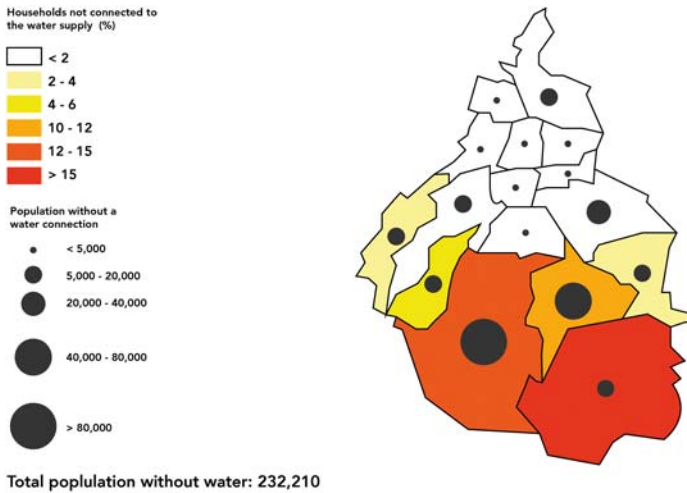 Households not connected to
the water supply (%)
< 2
2 - 4
4 - 6
10 - 12
12 - 15
> 15
Population without a
water connection
< 5,000
5,000 - 20,000
20,000 - 40,000
40,000 - 80,000
> 80,000
Total poplulation without water: 232,210